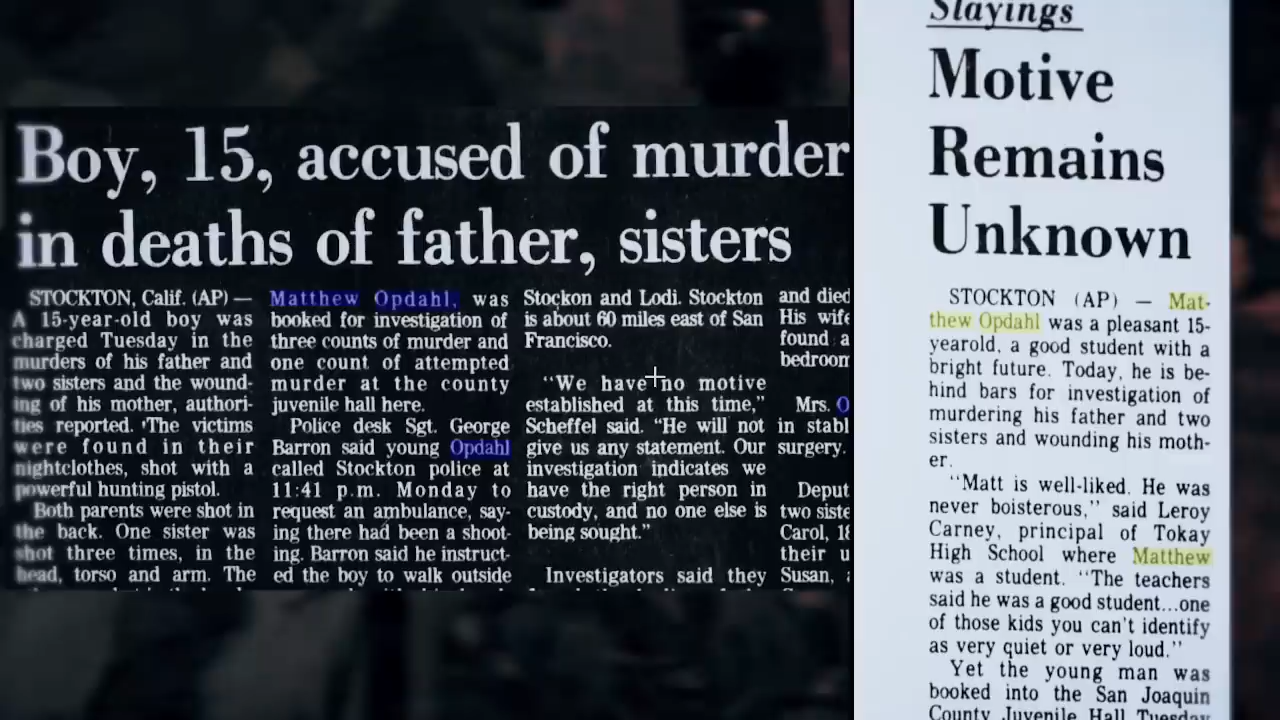 Boy, 15, accused of murder
in deaths of father, sisters
STOCKTON, Calif. (AP) —
A 15-year-old boy was
charged Tuesday in the
murders of his father and
two sisters and the wound-
ing of his mother, authori-
ties reported. The victims
were found in their
nightclothes, shot with a
powerful hunting pistol.
Both parents were shot in
the back. One sister was
shot three times, in the
head, torso and arm. The
Matthew Opdahl, was
booked for investigation of
three counts of murder and
one count of attempted
murder at the county
juvenile hall here.
Police desk Sgt. George
Barron said young Opdahl
called Stockton police at
11:41 p.m. Monday to
request an ambulance, say-
ing there had been a shoot-
ing. Barron said he instruct-
ed the boy to walk outside
Stockon and Lodi. Stockton
is about 60 miles east of San
Francisco.
"We have no motive
established at this time,"
Scheffel said. "He will not
give us any statement. Our
investigation indicates we
have the right person in
custody, and no one else is
being sought."
Investigators said they
and died
His wife
found a
bedroom
Mrs. O
in stabl
surgery.
Deput
two siste
Carol, 18
their u
Susan, a
Slayings
Motive
Remains
Unknown
STOCKTON (AP) — Mat-
thew Opdahl was a pleasant 15-
yearold, a good student with a
bright future. Today, he is be-
hind bars for investigation of
murdering his father and two
sisters and wounding his moth-
er.
"Matt is well-liked. He was
never boisterous," said Leroy
Carney, principal of Tokay
High School where Matthew
was a student. "The teachers
said he was a good student...one
of those kids you can't identify
as very quiet or very loud."
Yet the young man was
booked into the San Joaquin
County Juvenile Hall Tuesday